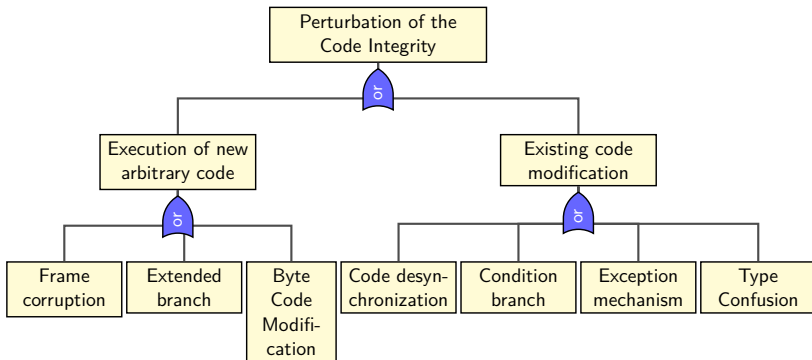 Perturbation of the
Code Integrity
or
Execution of new
arbitrary code
Existing code
modification
or
or
Frame
corruption
Extended
branch
Byte
Code
Modifi-
cation
Code desyn-
chronization
Condition
branch
Exception
mechanism
Type
Confusion